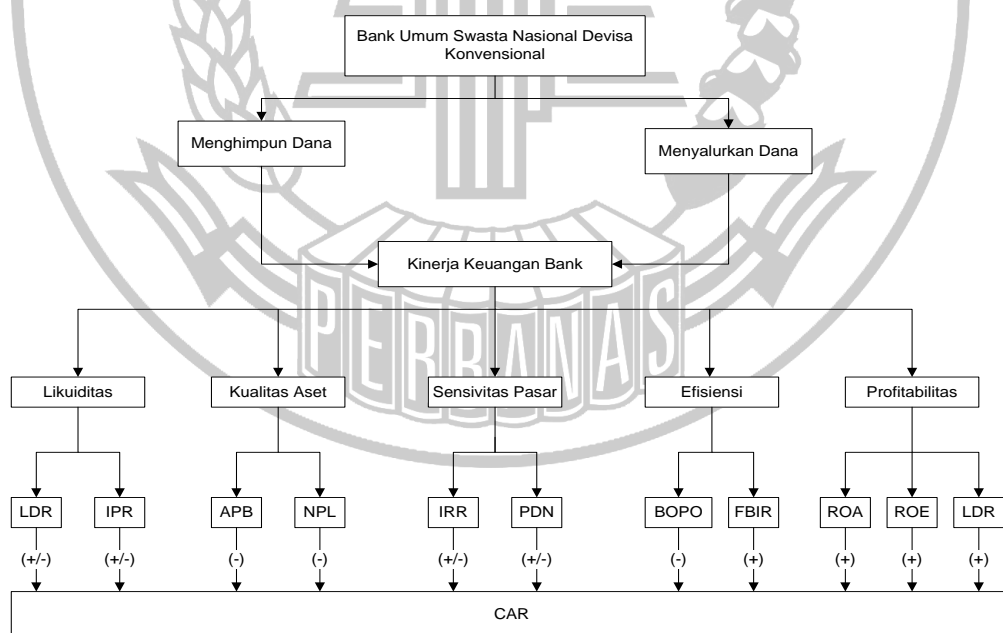 Bank Umum Swasta Nasional Devisa
Konvensional
Menghimpun Dana
Menyalurkan Dana
Kinerja Keuangan Bank
PERBANAS
Likuiditas
Kualitas Aset
Sensivitas Pasar
Efisiensi
Profitabilitas
LDR
IPR
APB
NPL
IRR
PDN
BOPO
FBIR
ROA
ROE
LDR
(+/-)
(+/-)
(-)
(-)
(+/-)
(+/-)
(-)
(+)
(+)
(+)
(+)
CAR